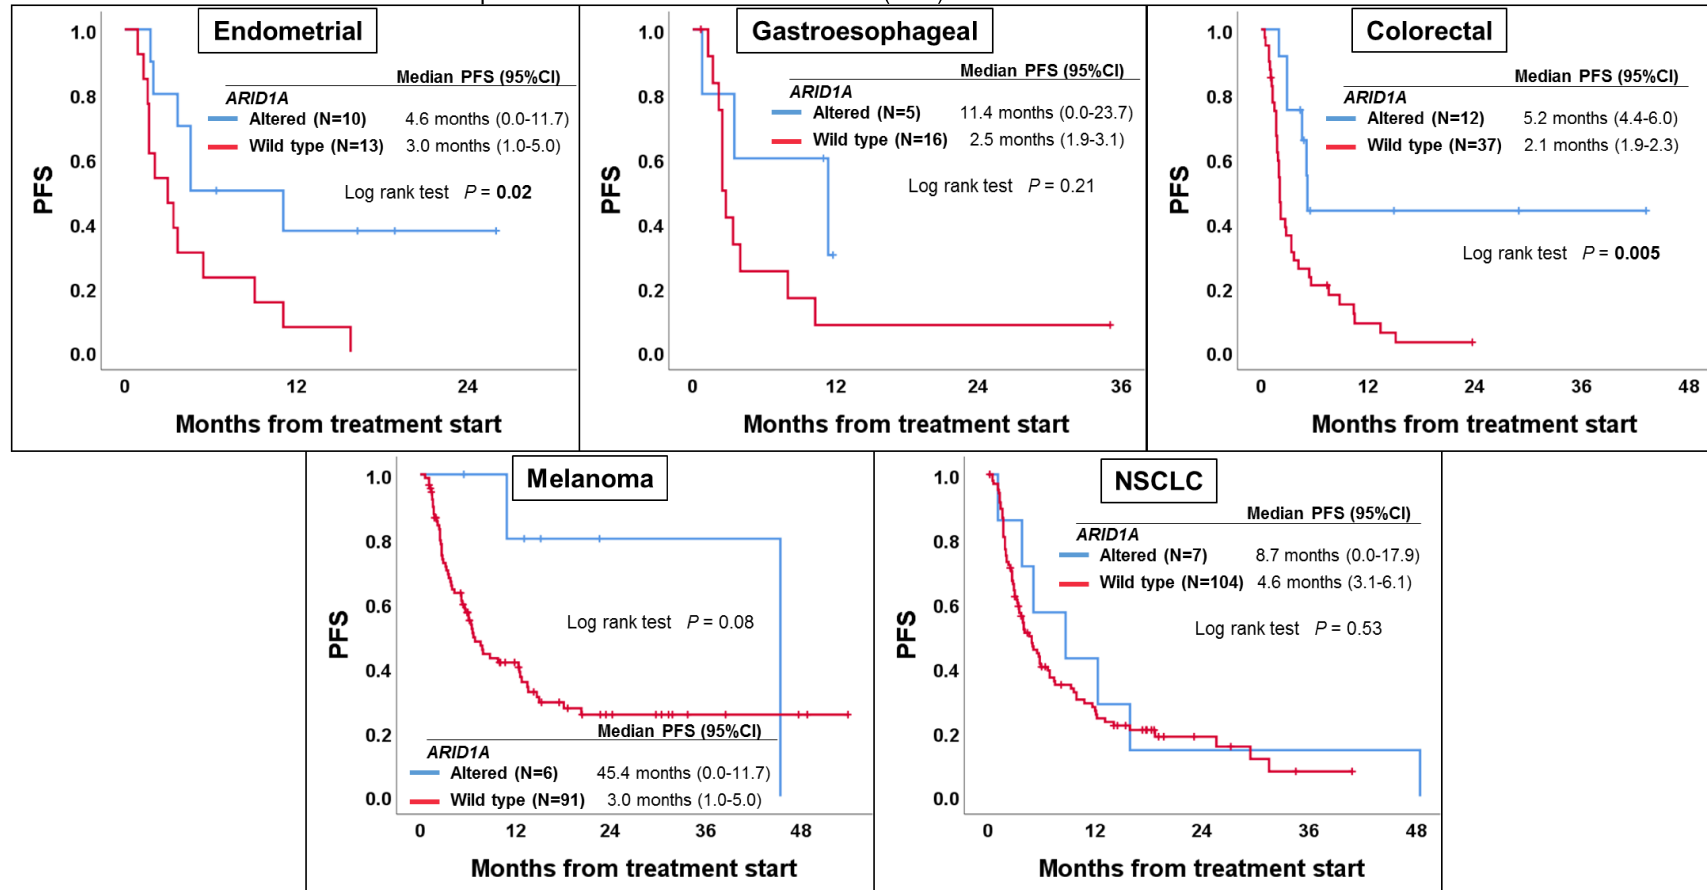 Endometrial
Median PFS (95%CI)
ARID1A
Altered (N=10) 4.6 months (0.0-11.7)
Wild type (N=13) 3.0 months (1.0-5.0)
Log rank test P = 0.02
PFS
1.0
0.8
0.6
0.4
0.2
0.0
0 12 24
Months from treatment start
Gastroesophageal
Median PFS (95%CI)
ARID1A
Altered (N=5) 11.4 months (0.0-23.7)
Wild type (N=16) 2.5 months (1.9-3.1)
Log rank test P = 0.21
PFS
1.0
0.8
0.6
0.4
0.2
0.0
0 12 24 36
Months from treatment start
Colorectal
Median PFS (95%CI)
ARID1A
Altered (N=12) 5.2 months (4.4-6.0)
Wild type (N=37) 2.1 months (1.9-2.3)
Log rank test P = 0.005
PFS
1.0
0.8
0.6
0.4
0.2
0.0
0 12 24 36 48
Months from treatment start
Melanoma
Log rank test P = 0.08
Median PFS (95%CI)
ARID1A
Altered (N=6) 45.4 months (0.0-11.7)
Wild type (N=91) 3.0 months (1.0-5.0)
PFS
1.0
0.8
0.6
0.4
0.2
0.0
0 12 24 36 48
Months from treatment start
NSCLC
Median PFS (95%CI)
ARID1A
Altered (N=7) 8.7 months (0.0-17.9)
Wild type (N=104) 4.6 months (3.1-6.1)
Log rank test P = 0.53
PFS
1.0
0.8
0.6
0.4
0.2
0.0
0 12 24 36 48
Months from treatment start